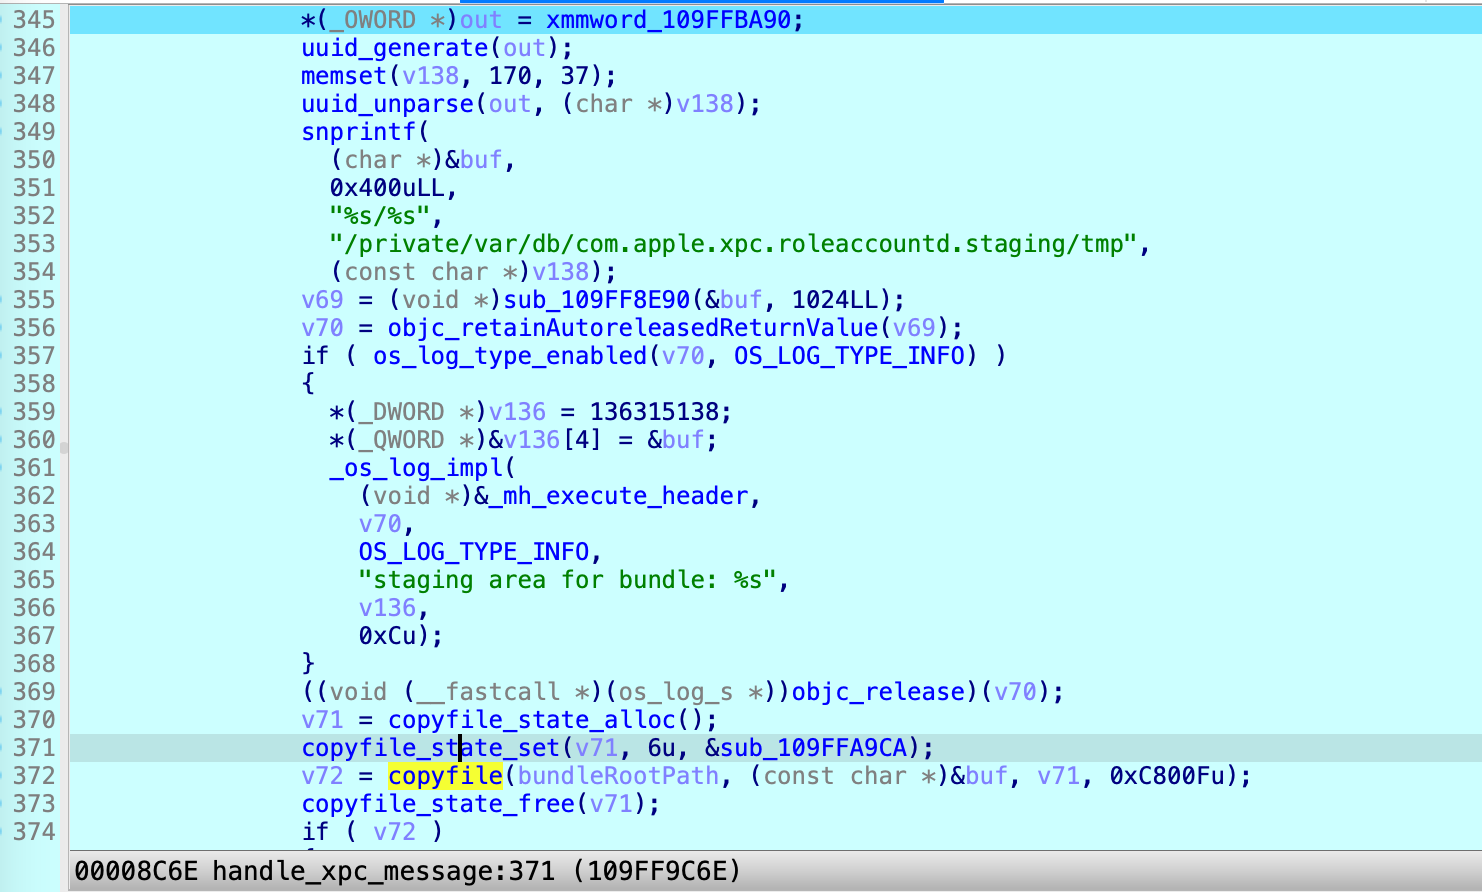 345 *(_OWORD *)out = xmmword_109FFBA90;
346 uuid_generate(out);
347 memset(v138, 170, 37);
348 uuid_unparse(out, (char *)v138);
349 snprintf(
350 (char *)&buf,
351 0x400uLL,
352 "%s/%s",
353 "/private/var/db/com.apple.xpc.roleaccountd.staging/tmp",
354 (const char *)v138);
355 v69 = (void *)sub_109FF8E90(&buf, 1024LL);
356 v70 = objc_retainAutoreleasedReturnValue(v69);
357 if ( os_log_type_enabled(v70, OS_LOG_TYPE_INFO) )
358 {
359 *(_DWORD *)v136 = 136315138;
360 *(_QWORD *)&v136[4] = &buf;
361 _os_log_impl(
362 (void *)&_mh_execute_header,
363 v70,
364 OS_LOG_TYPE_INFO,
365 "staging area for bundle: %s",
366 v136,
367 0xCu);
368 }
369 ((void (__fastcall *)(os_log_s *))objc_release)(v70);
370 v71 = copyfile_state_alloc();
371 copyfile_state_set(v71, 6u, &sub_109FFA9CA);
372 v72 = copyfile(bundleRootPath, (const char *)&buf, v71, 0xC800Fu);
373 copyfile_state_free(v71);
374 if ( v72 )
00008C6E handle_xpc_message:371 (109FF9C6E)